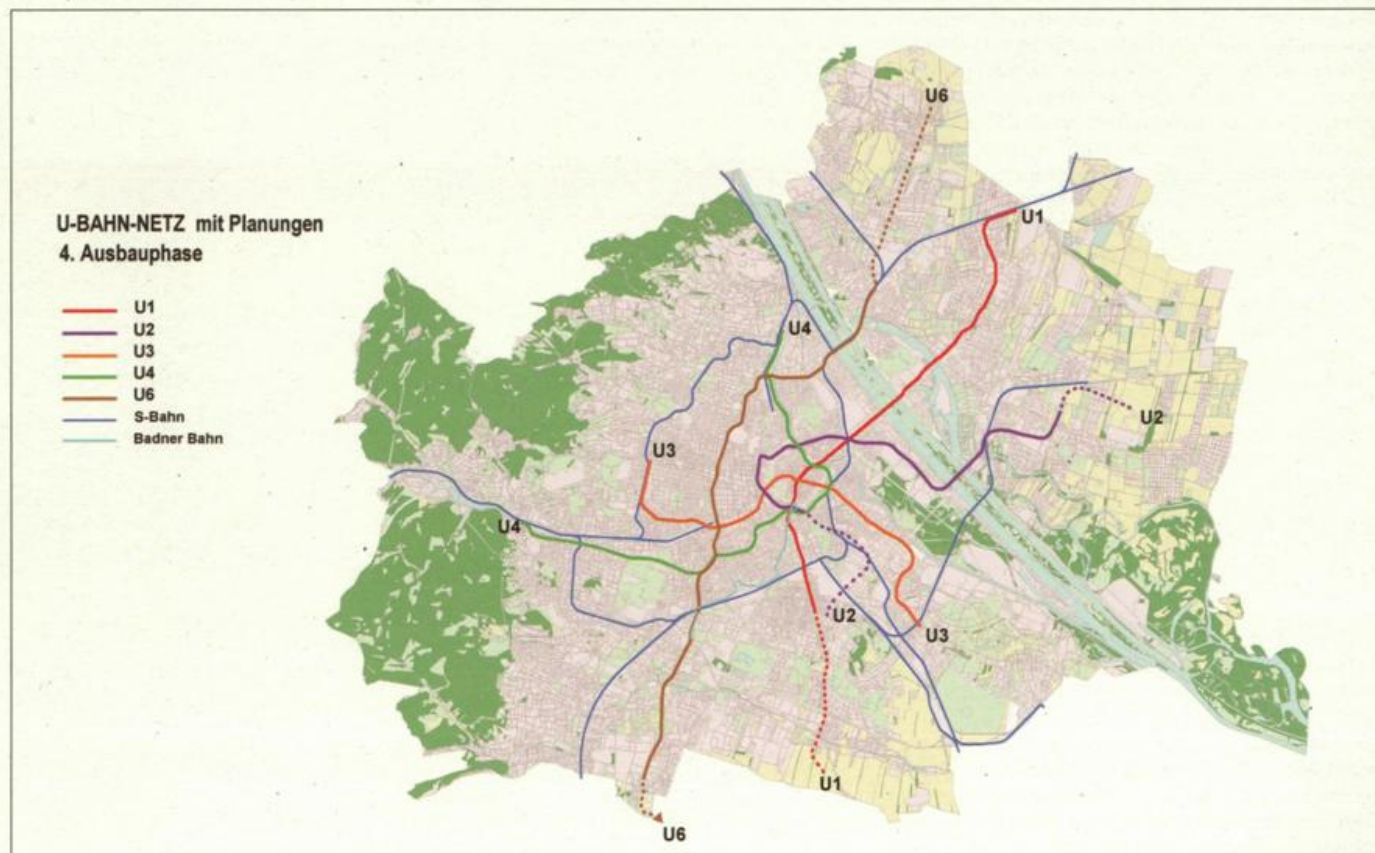 U-BAHN-NETZ mit Planungen
4. Ausbauphase
U1
U2
U3
U4
U6
S-Bahn
Badner Bahn
U6
U1
U4
U2
U3
U4
U2
U3
U1
U6